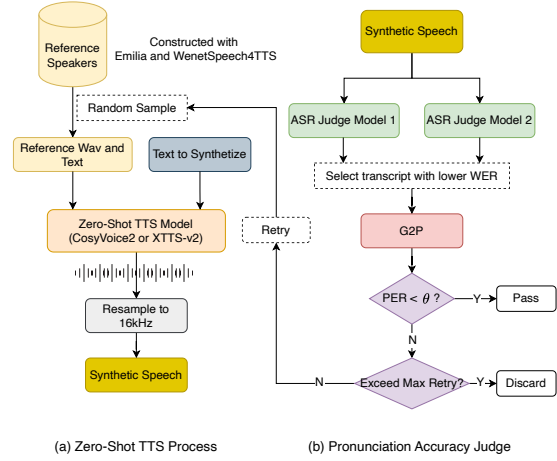 Reference
Speakers
Constructed with
Emilia and WenetSpeech4TTS
Random Sample
Reference Wav and
Text
Text to Synthetize
Zero-Shot TTS Model
(CosyVoice2 or XTTS-v2)
Resample to
16kHz
Synthetic Speech
(a) Zero-Shot TTS Process
Synthetic Speech
ASR Judge Model 1
ASR Judge Model 2
Select transcript with lower WER
G2P
Retry
PER < θ ?
Y
Pass
N
Exceed Max Retry?
N
Y
Discard
(b) Pronunciation Accuracy Judge